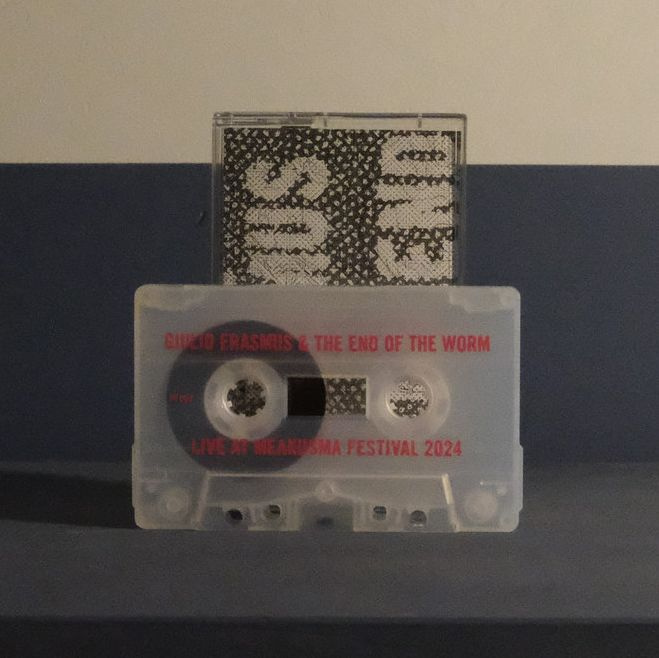 GIULIO ERASMUS & THE END OF THE WORM
LIVE AT MEAKUSMA FESTIVAL 2024